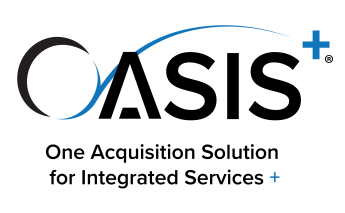 OASIS+®
One Acquisition Solution
for Integrated Services +